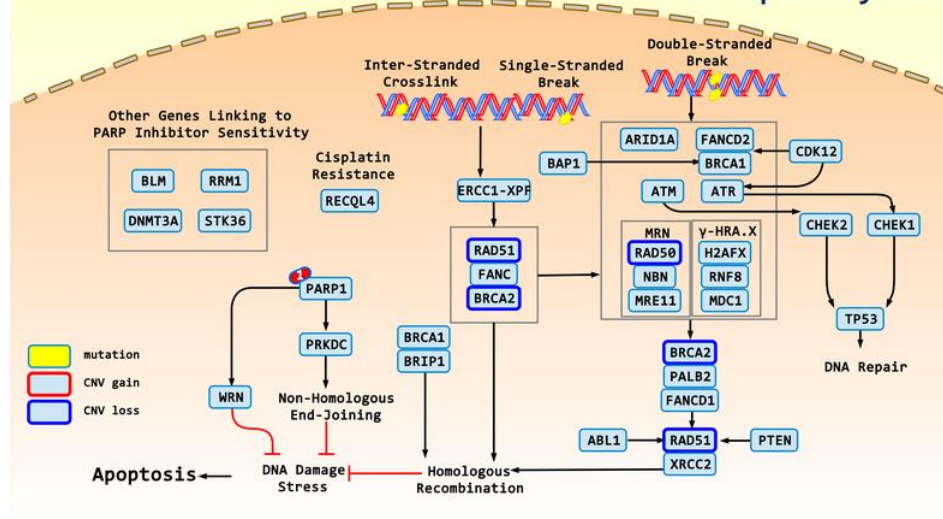 Double-Stranded
Break
Inter-Stranded
Crosslink
Single-Stranded
Break
Other Genes Linking to
PARP Inhibitor Sensitivity
Cisplatin
Resistance
BLM
RRM1
DNMT3A
STK36
RECQL4
ERCC1-XPF
BAP1
ARID1A
FANCD2
BRCA1
CDK12
ATM
ATR
CHEK2
CHEK1
MRN
RAD50
NBN
MRE11
γ-HRA.X
H2AFX
RNF8
MDC1
RAD51
FANC
BRCA2
1
PARP1
PRKDC
WRN
Non-Homologous
End-Joining
BRCA1
BRIP1
TP53
DNA Repair
BRCA2
PALB2
FANCD1
ABL1
RAD51
PTEN
XRCC2
mutation
CNV gain
CNV loss
Apoptosis
DNA Damage
Stress
Homologous
Recombination